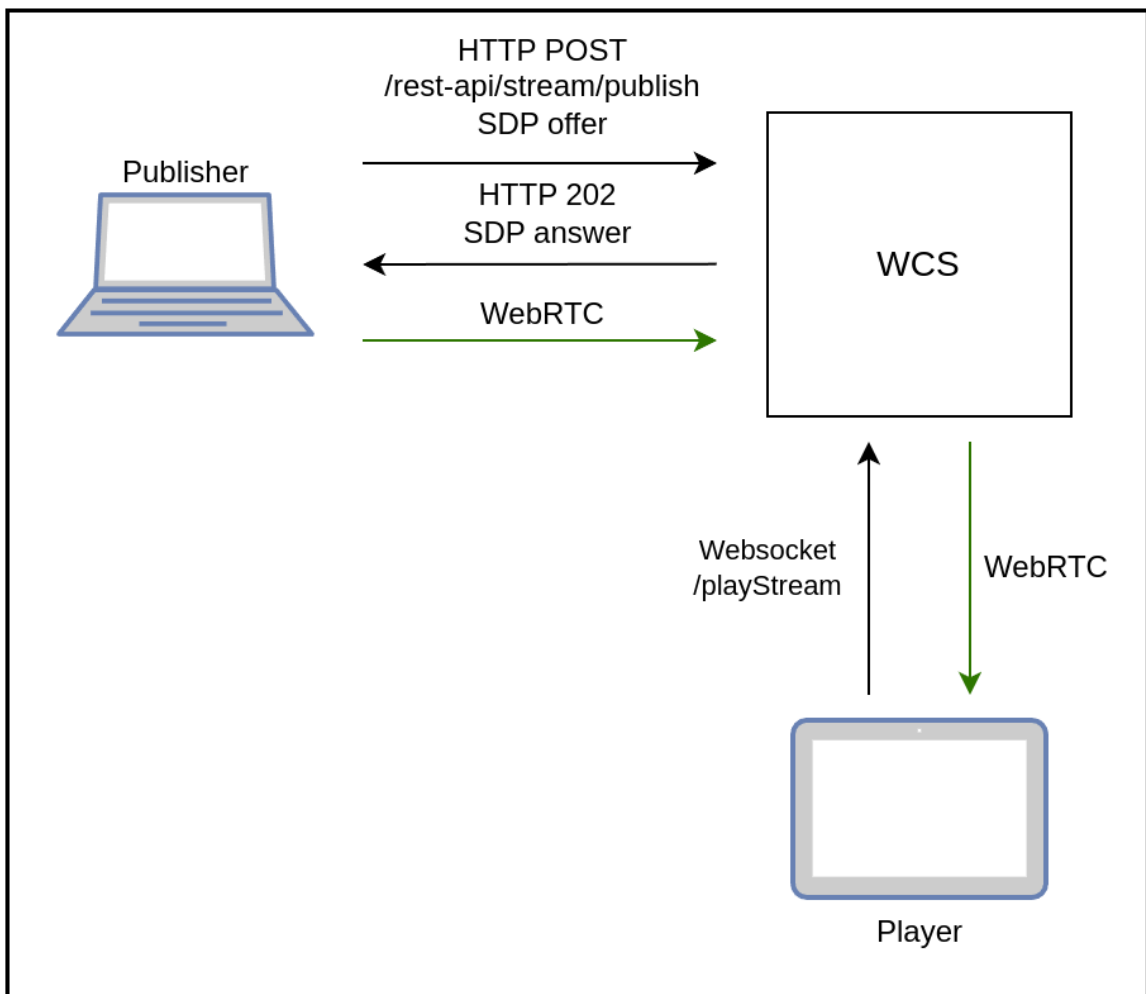 HTTP POST
/rest-api/stream/publish
SDP offer
Publisher
HTTP 202
SDP answer
WebRTC
WCS
Websocket
/playStream
WebRTC
Player